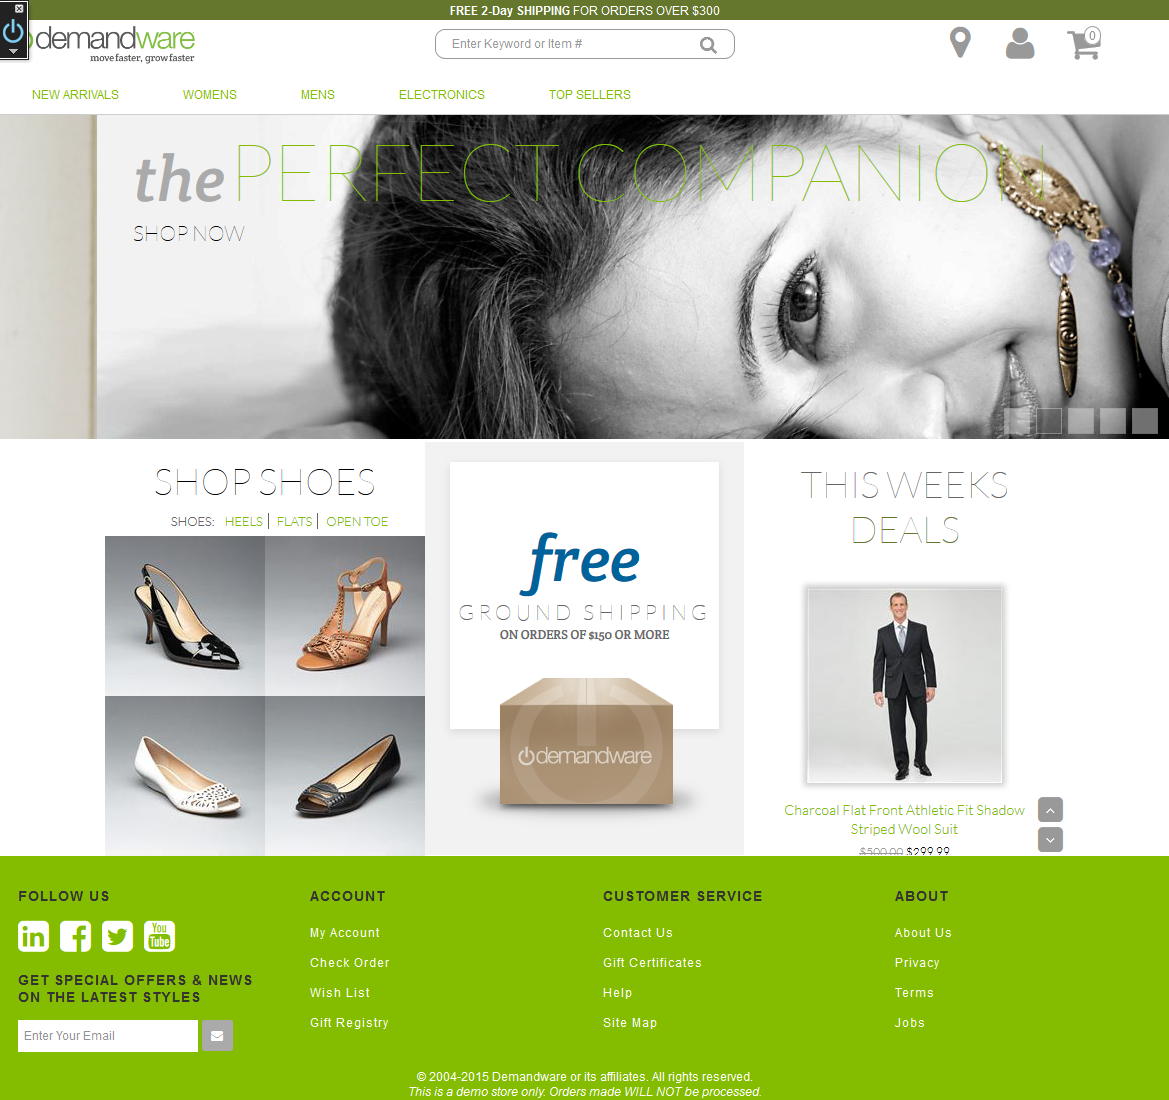 FREE 2-Day SHIPPING FOR ORDERS OVER $300
demandware
move faster, grow faster
Enter Keyword or Item #
0
NEW ARRIVALS WOMENS MENS ELECTRONICS TOP SELLERS
the PERFECT COMPANION
SHOP NOW
SHOP SHOES
SHOES: HEELS | FLATS | OPEN TOE
free
GROUND SHIPPING
ON ORDERS OF $150 OR MORE
demandware
THIS WEEKS
DEALS
Charcoal Flat Front Athletic Fit Shadow
Striped Wool Suit
$500.00 $299.99
FOLLOW US
in
You
Tube
GET SPECIAL OFFERS & NEWS
ON THE LATEST STYLES
Enter Your Email
ACCOUNT
My Account
Check Order
Wish List
Gift Registry
CUSTOMER SERVICE
Contact Us
Gift Certificates
Help
Site Map
ABOUT
About Us
Privacy
Terms
Jobs
© 2004-2015 Demandware or its affiliates. All rights reserved.
This is a demo store only. Orders made WILL NOT be processed.